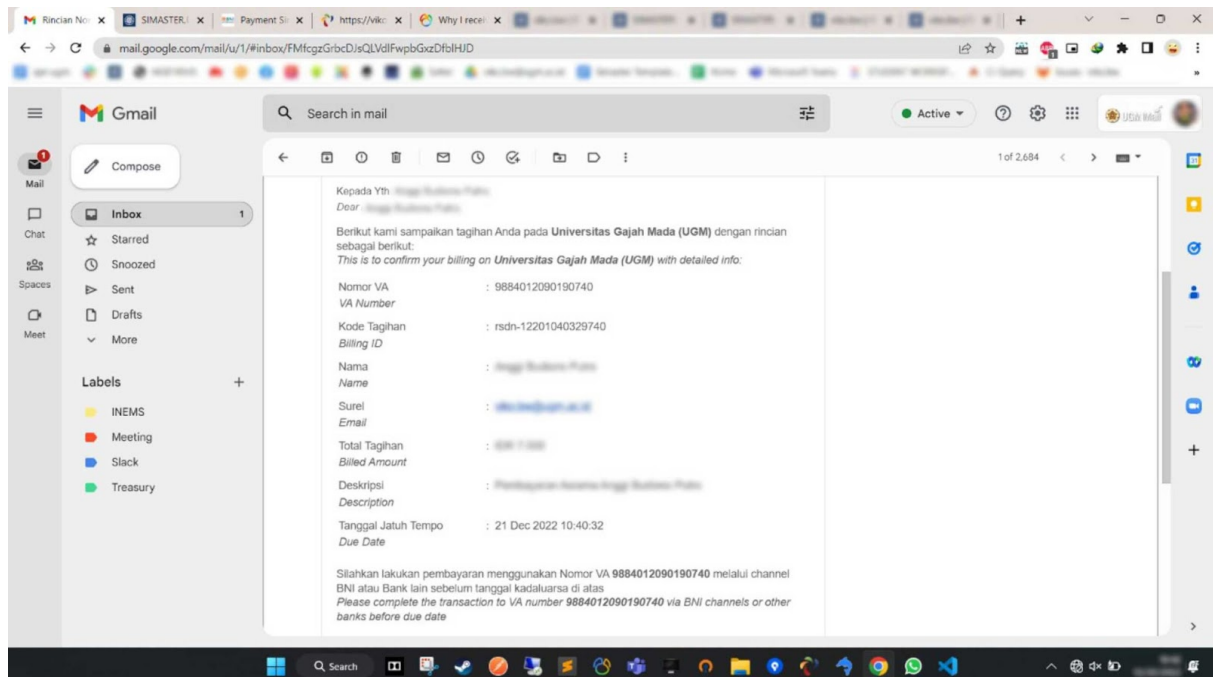 Rincian No
SIMASTER.
Payment Si
https://vikc
Why I recei
mail.google.com/mail/u/1/#inbox/FMfcgzGrbcDJsQLVdlFwpbGxzDfblHJD
Gmail
Search in mail
Active
1
Mail
Compose
1 of 2,684
Chat
Spaces
Meet
Inbox 1
Starred
Snoozed
Sent
Drafts
More
Labels
INEMS
Meeting
Slack
Treasury
Kepada Yth
Dear
Berikut kami sampaikan tagihan Anda pada Universitas Gajah Mada (UGM) dengan rincian
sebagai berikut:
This is to confirm your billing on Universitas Gajah Mada (UGM) with detailed info:
Nomor VA : 9884012090190740
VA Number
Kode Tagihan : rsdn-12201040329740
Billing ID
Nama :
Name
Surel :
Email
Total Tagihan :
Billed Amount
Deskripsi :
Description
Tanggal Jatuh Tempo : 21 Dec 2022 10:40:32
Due Date
Silahkan lakukan pembayaran menggunakan Nomor VA 9884012090190740 melalui channel
BNI atau Bank lain sebelum tanggal kadaluarsa di atas
Please complete the transaction to VA number 9884012090190740 via BNI channels or other
banks before due date
Search